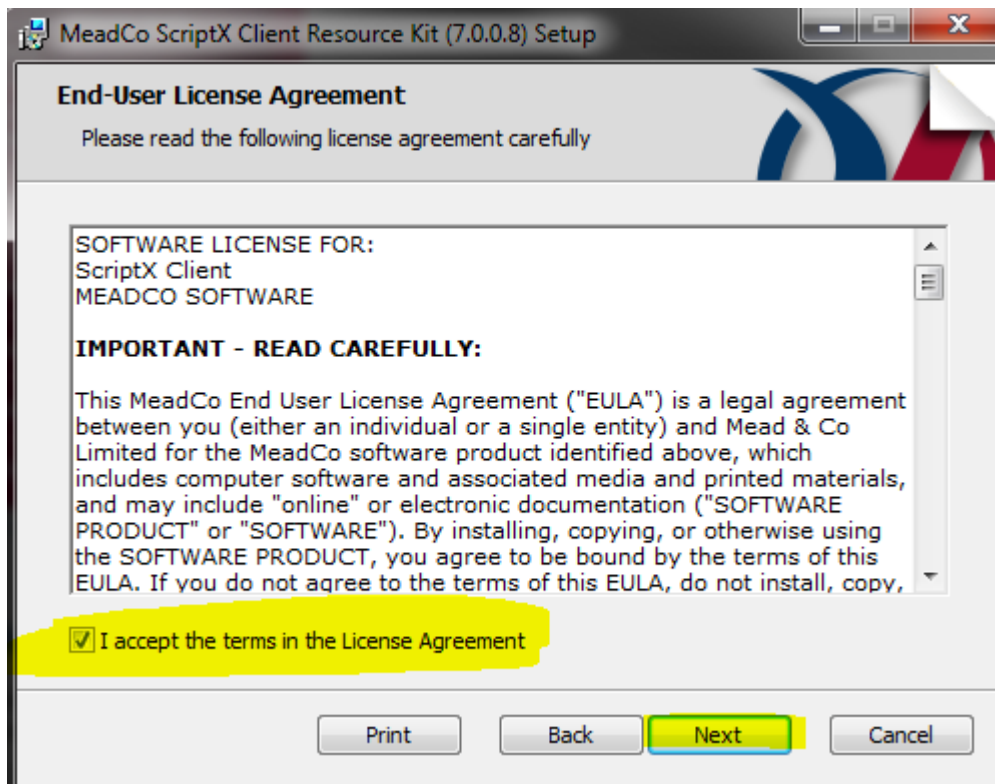 MeadCo ScriptX Client Resource Kit (7.0.0.8) Setup
End-User License Agreement
Please read the following license agreement carefully
SOFTWARE LICENSE FOR:
ScriptX Client
MEADCO SOFTWARE
IMPORTANT - READ CAREFULLY:
This MeadCo End User License Agreement ("EULA") is a legal agreement
between you (either an individual or a single entity) and Mead & Co
Limited for the MeadCo software product identified above, which
includes computer software and associated media and printed materials,
and may include "online" or electronic documentation ("SOFTWARE
PRODUCT" or "SOFTWARE"). By installing, copying, or otherwise using
the SOFTWARE PRODUCT, you agree to be bound by the terms of this
EULA. If you do not agree to the terms of this EULA, do not install, copy,
I accept the terms in the License Agreement
Print Back Next Cancel